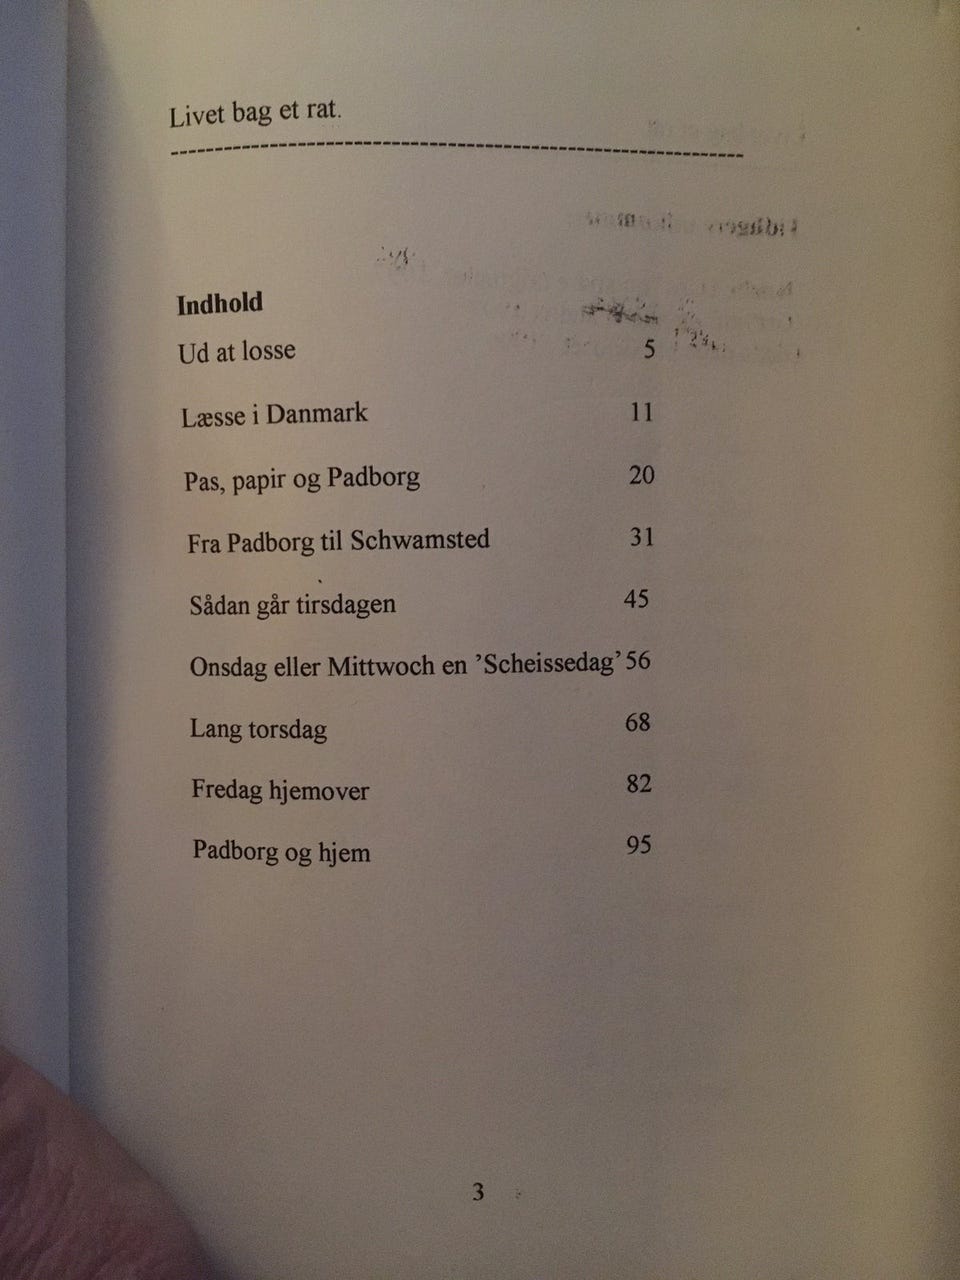 Livet bag et rat.
-----------------------------------------------------------------
Indhold
Ud at losse 5
Læsse i Danmark 11
Pas, papir og Padborg 20
Fra Padborg til Schwamsted 31
Sådan går tirsdagen 45
Onsdag eller Mittwoch en ’Scheissedag’ 56
Lang torsdag 68
Fredag hjemover 82
Padborg og hjem 95
3